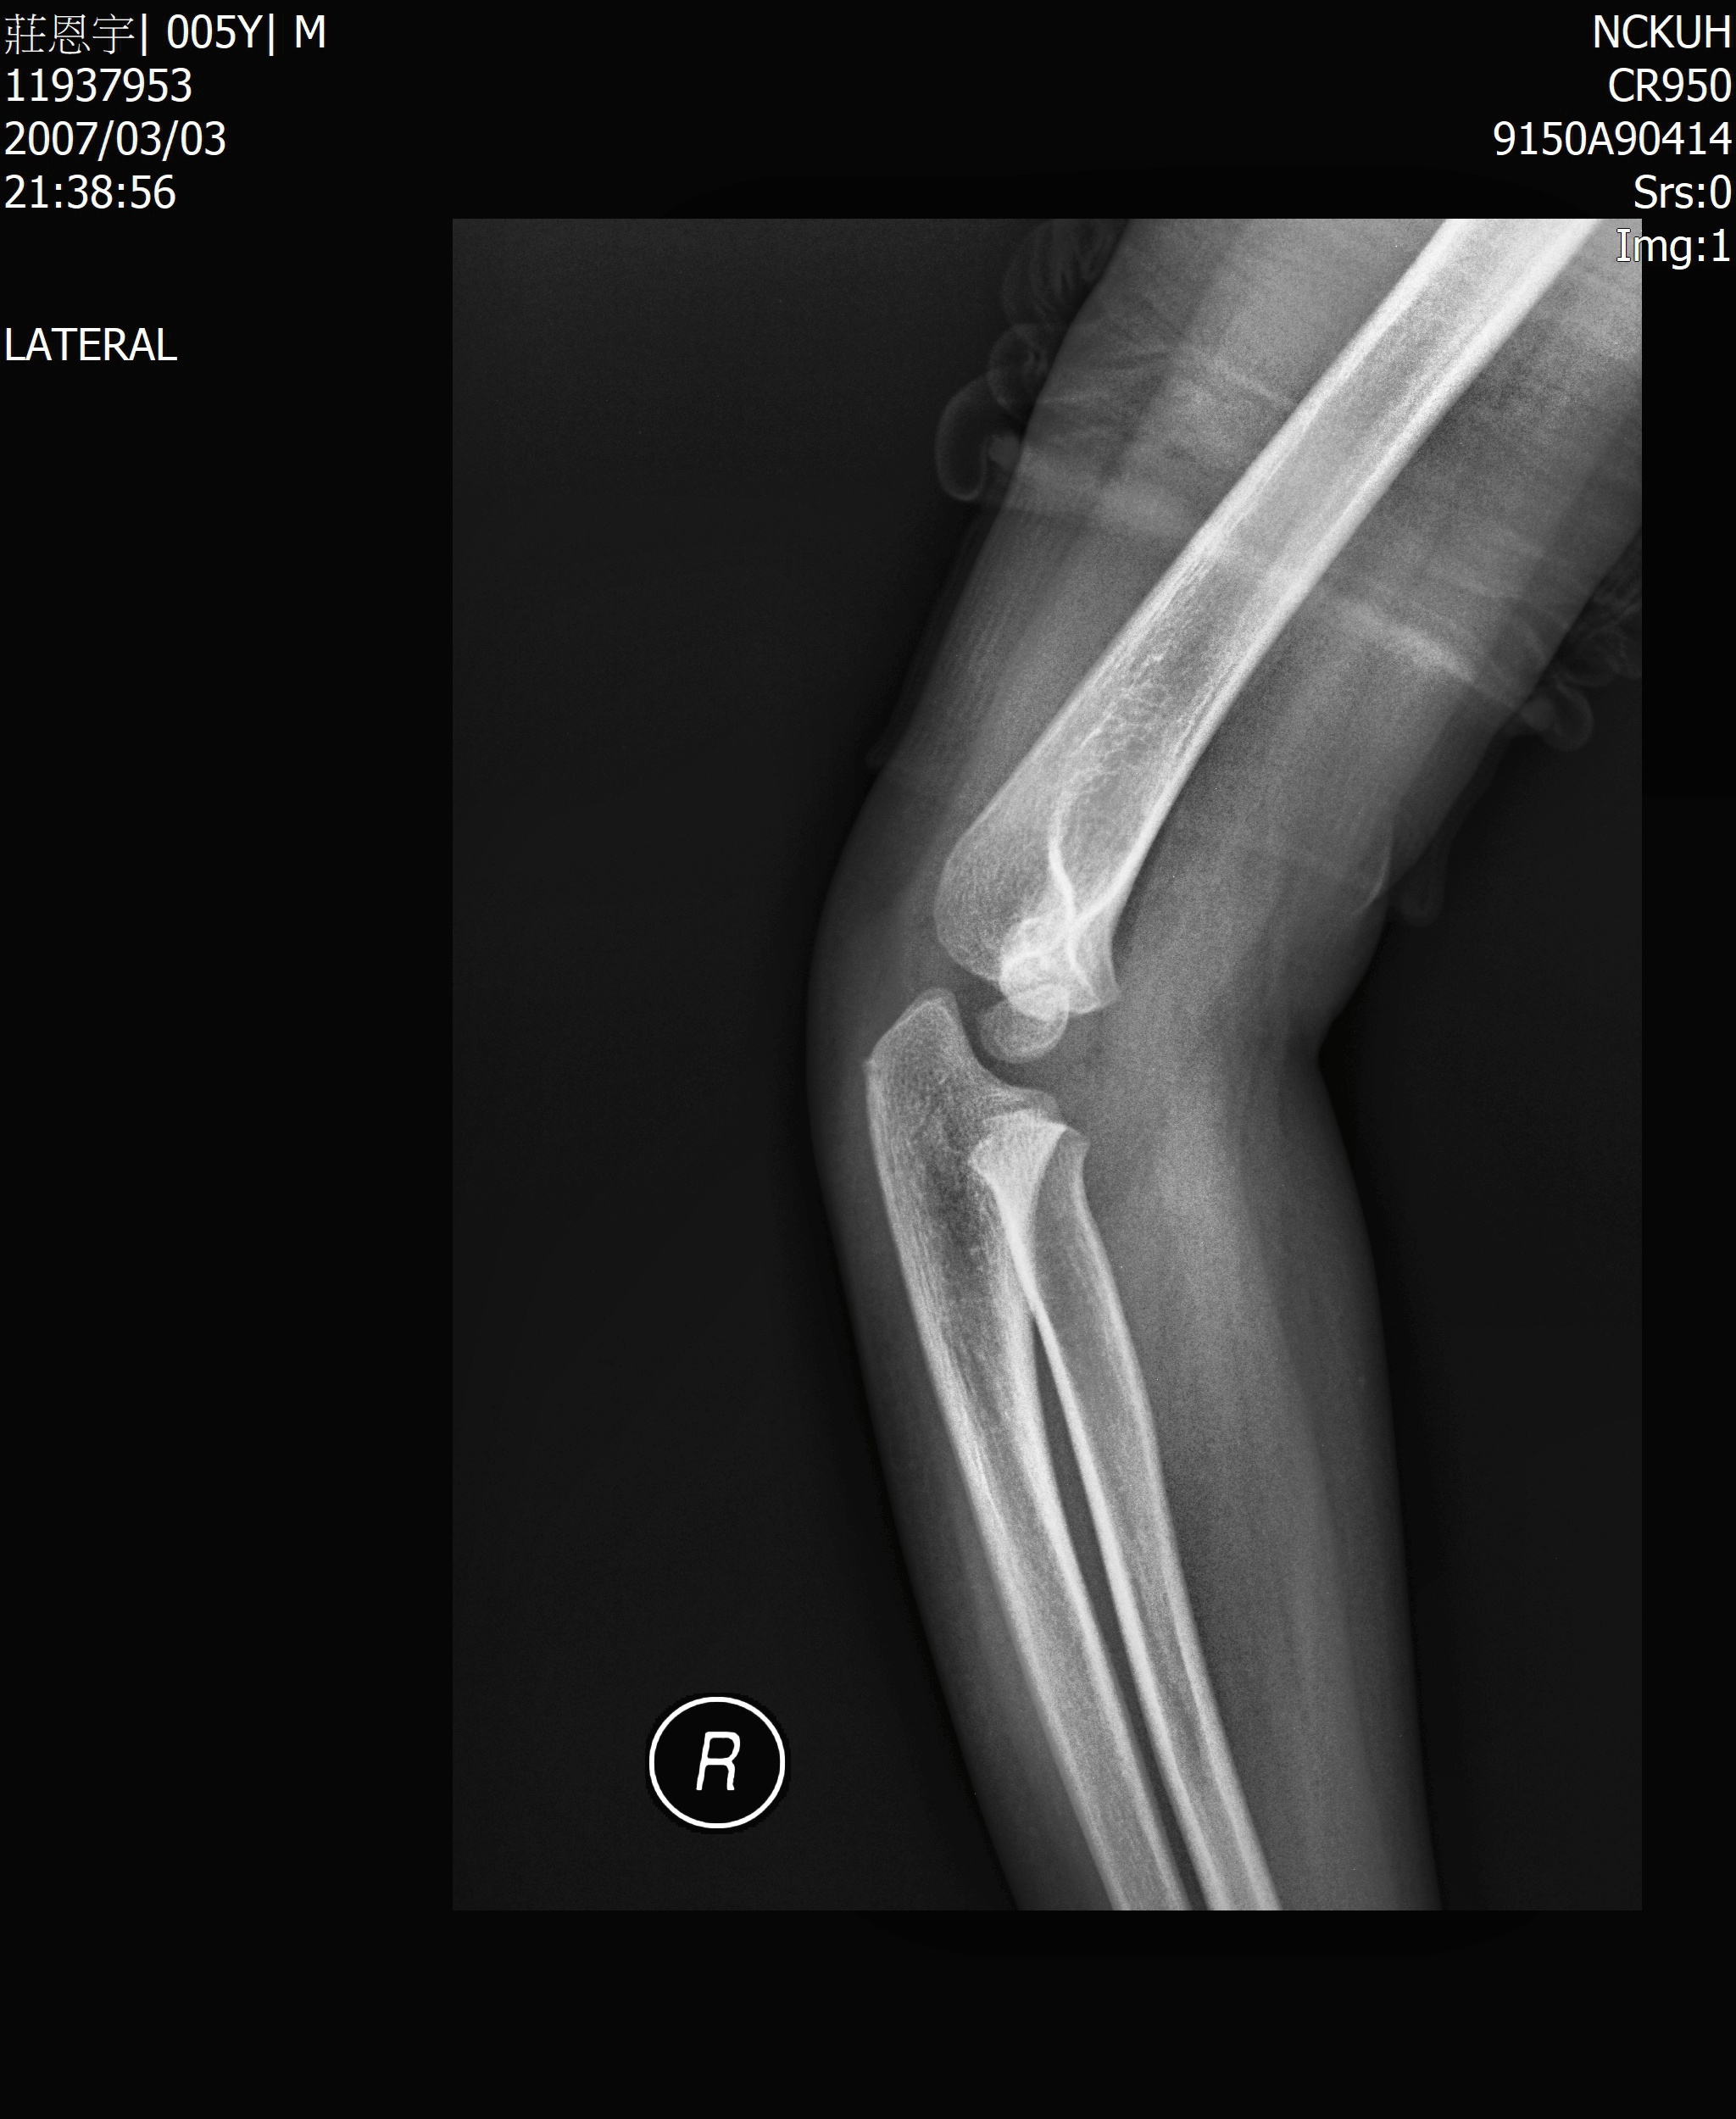 莊恩宇| 005Y| M
11937953
2007/03/03
21:38:56
LATERAL
NCKUH
CR950
9150A90414
Srs:0
Img:1
R